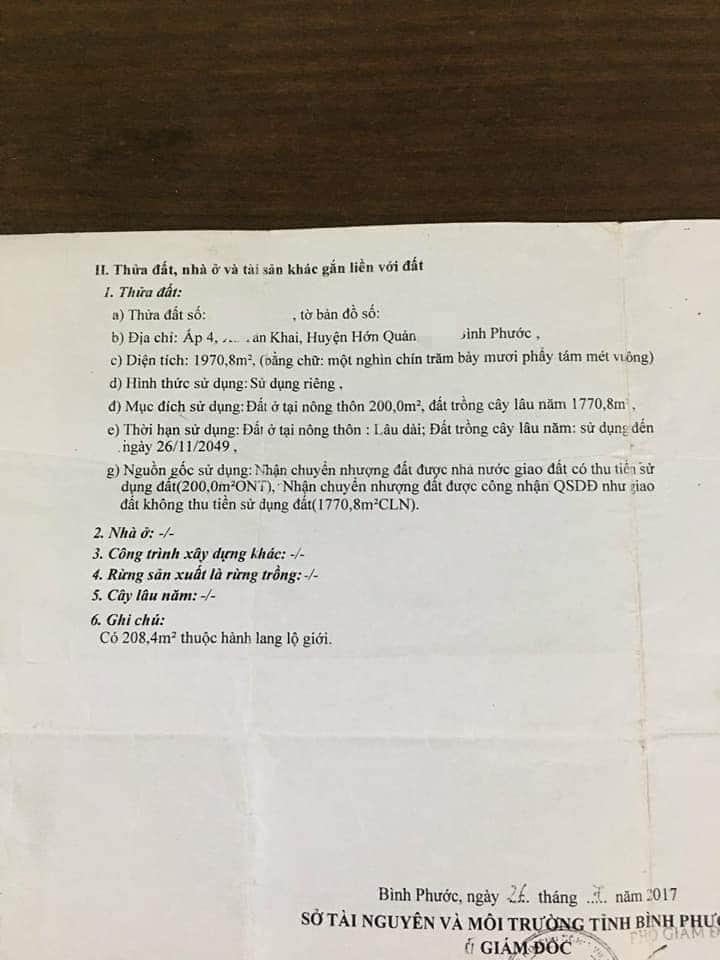 II. Thửa đất, nhà ở và tài sản khác gắn liền với đất
1. Thửa đất:
a) Thửa đất số: , tờ bản đồ số:
b) Địa chỉ: Ấp 4, Khai, Huyện Hớn Quản Bình Phước ,
c) Diện tích: 1970,8m², (bằng chữ: một nghìn chín trăm bảy mươi phẩy tám mét vuông)
d) Hình thức sử dụng: Sử dụng riêng ,
đ) Mục đích sử dụng: Đất ở tại nông thôn 200,0m², đất trồng cây lâu năm 1770,8m² ,
e) Thời hạn sử dụng: Đất ở tại nông thôn : Lâu dài; Đất trồng cây lâu năm: sử dụng đến
ngày 26/11/2049 ,
g) Nguồn gốc sử dụng: Nhận chuyển nhượng đất được nhà nước giao đất có thu tiền sử
dụng đất(200,0m²ONT), Nhận chuyển nhượng đất được công nhận QSDĐ như giao
đất không thu tiền sử dụng đất(1770,8m²CLN).
2. Nhà ở: -/-
3. Công trình xây dựng khác: -/-
4. Rừng sản xuất là rừng trồng: -/-
5. Cây lâu năm: -/-
6. Ghi chú:
Có 208,4m² thuộc hành lang lộ giới.
Bình Phước, ngày 26 tháng năm 2017
SỞ TÀI NGUYÊN VÀ MÔI TRƯỜNG TỈNH BÌNH PHƯỚ
PHÓ GIÁM Đ
GIÁM ĐỐC